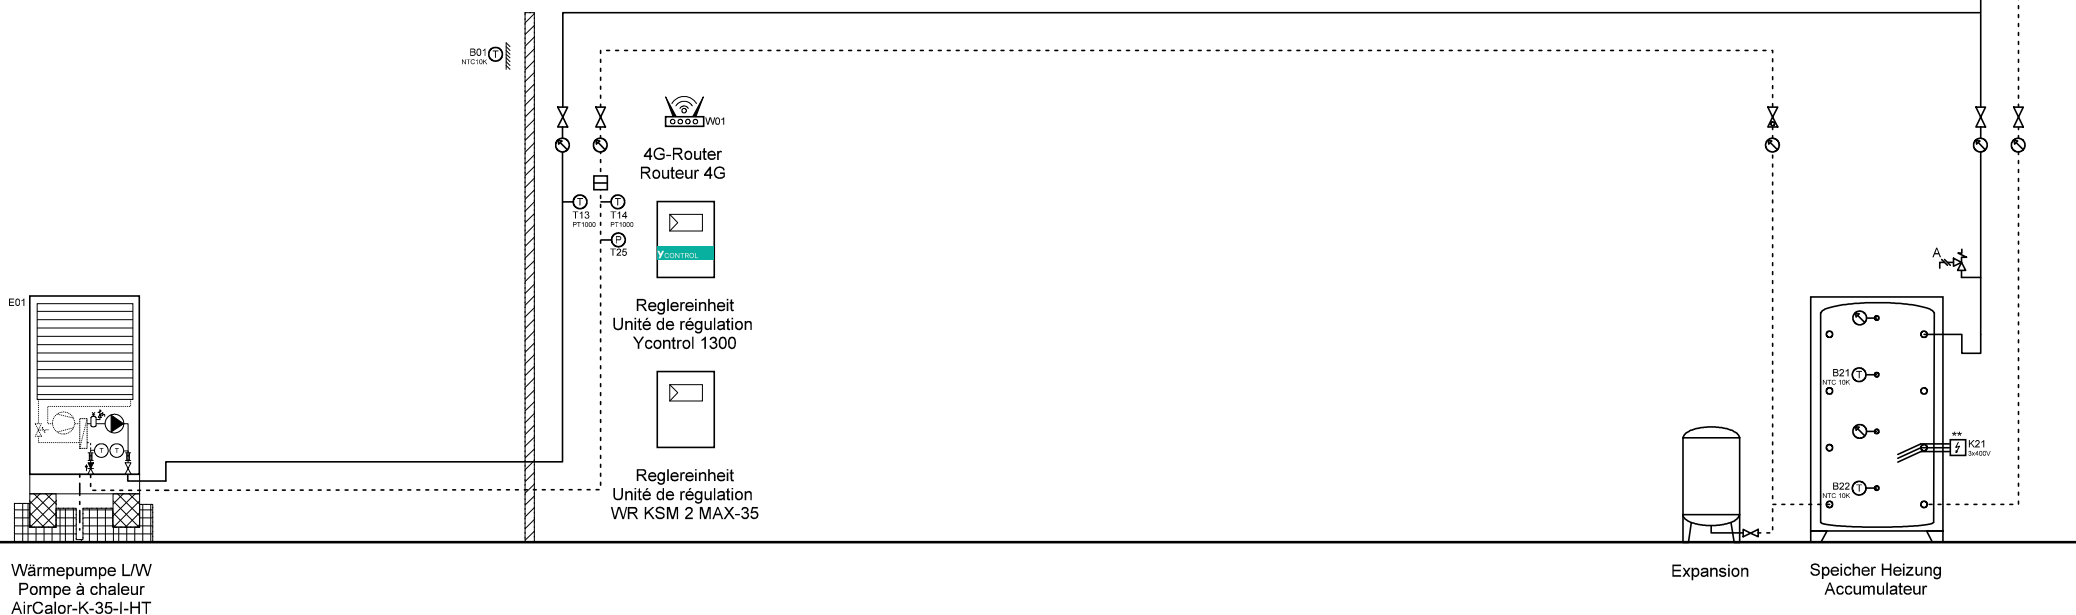 B01
T
NTC10K
W01
4G-Router
Routeur 4G
T
T13
PT1000
T
T14
PT1000
P
T25
yCONTROL
Reglereinheit
Unité de régulation
Ycontrol 1300
Reglereinheit
Unité de régulation
WR KSM 2 MAX-35
E01
T T
Wärmepumpe L/W
Pompe à chaleur
AirCalor-K-35-I-HT
Expansion
A
B21
T
NTC 10K
**
K21
3x400V
B22
T
NTC 10K
Speicher Heizung
Accumulateur